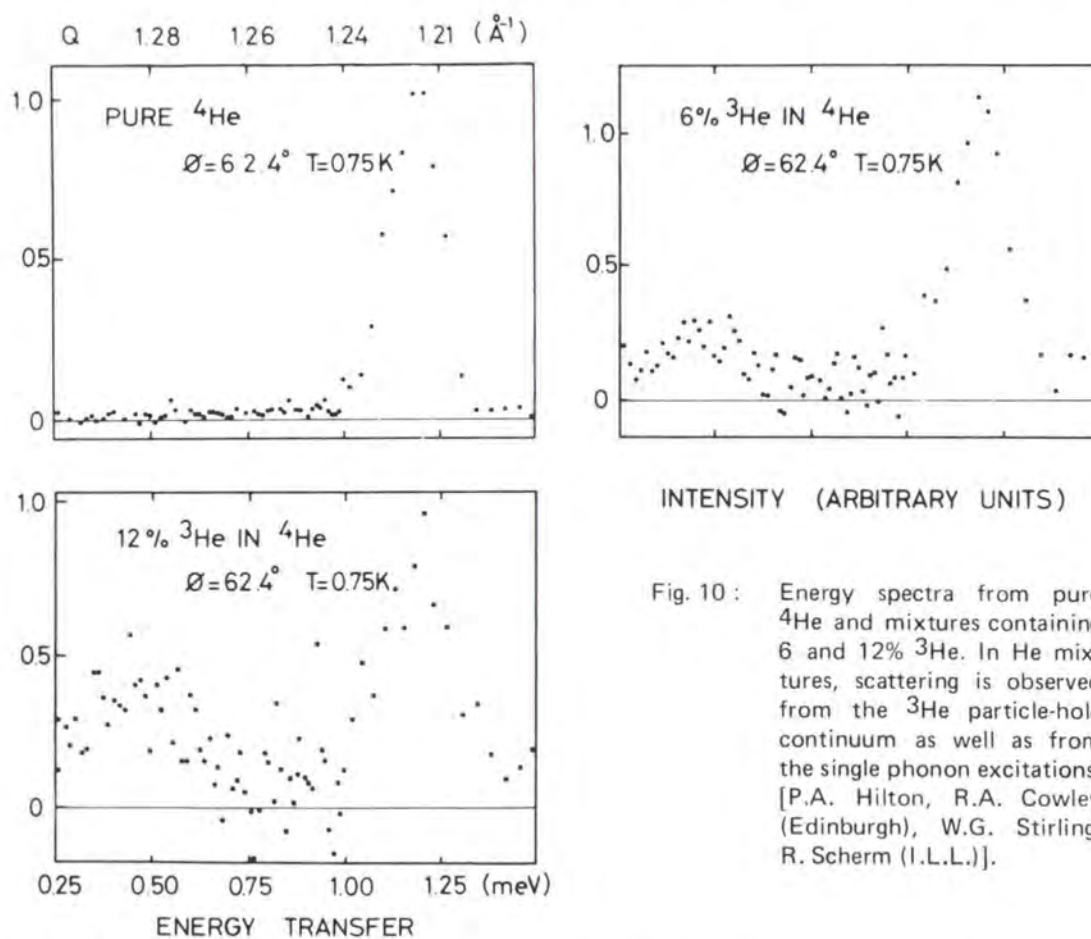 Q 1.28 1.26 1.24 1.21 (Å⁻¹)
1.0
05
0
PURE ⁴He
Ø=62.4° T=0.75K
1.0
0.5
0
6% ³He IN ⁴He
Ø=62.4° T=0.75K
1.0
0.5
0
12% ³He IN ⁴He
Ø=62.4° T=0.75K
0.25 0.50 0.75 1.00 1.25 (meV)
ENERGY TRANSFER
INTENSITY (ARBITRARY UNITS)
Fig. 10 : Energy spectra from pure
⁴He and mixtures containing
6 and 12% ³He. In He mix
tures, scattering is observed
from the ³He particle-hol
continuum as well as from
the single phonon excitations
[P.A. Hilton, R.A. Cowley
(Edinburgh), W.G. Stirling
R. Scherm (I.L.L.)].